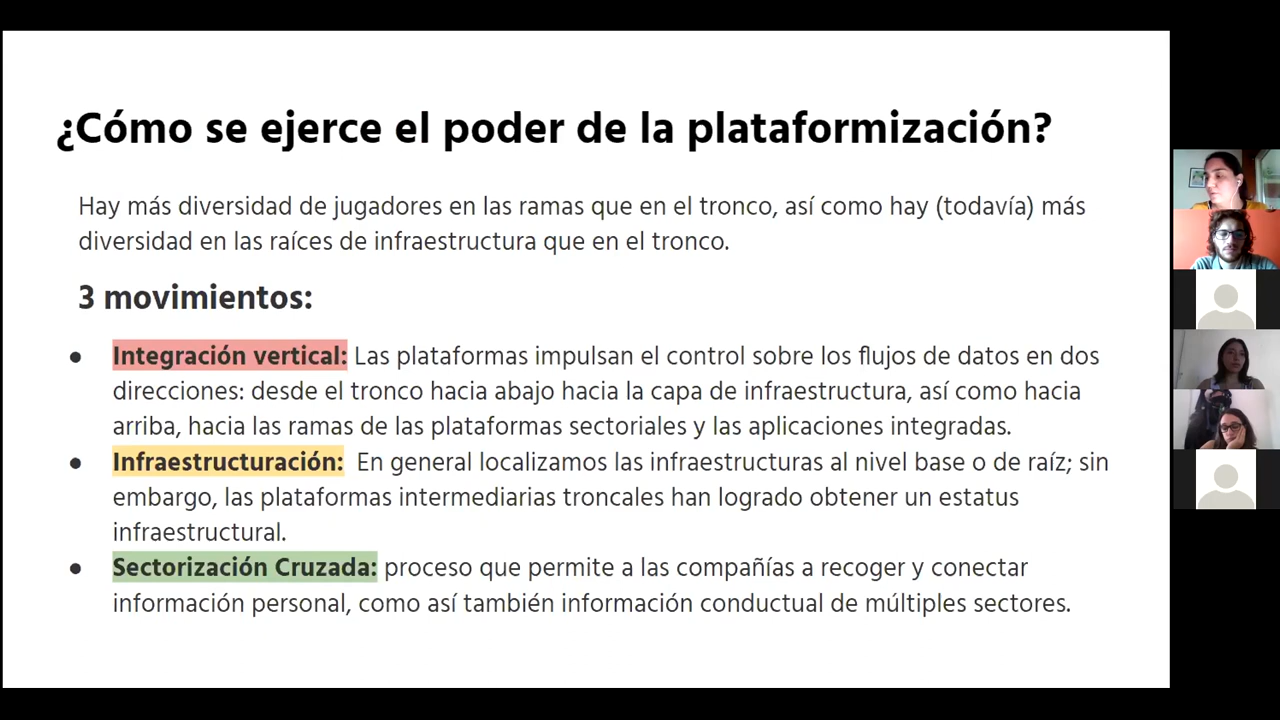 ¿Cómo se ejerce el poder de la plataformización?
Hay más diversidad de jugadores en las ramas que en el tronco, así como hay (todavía) más
diversidad en las raíces de infraestructura que en el tronco.
3 movimientos:
● Integración vertical: Las plataformas impulsan el control sobre los flujos de datos en dos
direcciones: desde el tronco hacia abajo hacia la capa de infraestructura, así como hacia
arriba, hacia las ramas de las plataformas sectoriales y las aplicaciones integradas.
● Infraestructuración: En general localizamos las infraestructuras al nivel base o de raíz; sin
embargo, las plataformas intermediarias troncales han logrado obtener un estatus
infraestructural.
● Sectorización Cruzada: proceso que permite a las compañías a recoger y conectar
información personal, como así también información conductual de múltiples sectores.